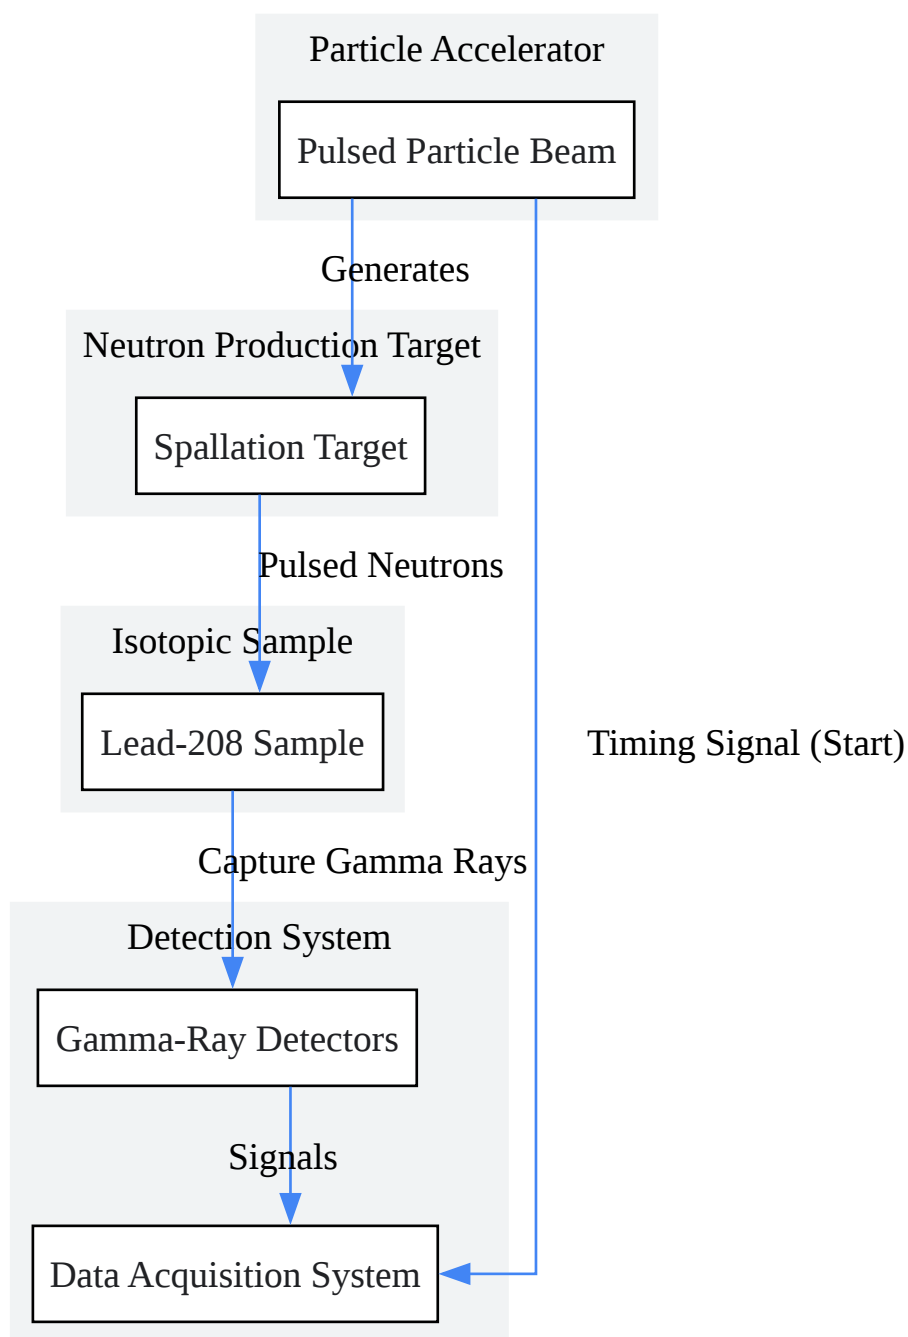 Particle Accelerator
Pulsed Particle Beam
Generates
Neutron Production Target
Spallation Target
Pulsed Neutrons
Isotopic Sample
Lead-208 Sample
Timing Signal (Start)
Capture Gamma Rays
Detection System
Gamma-Ray Detectors
Signals
Data Acquisition System